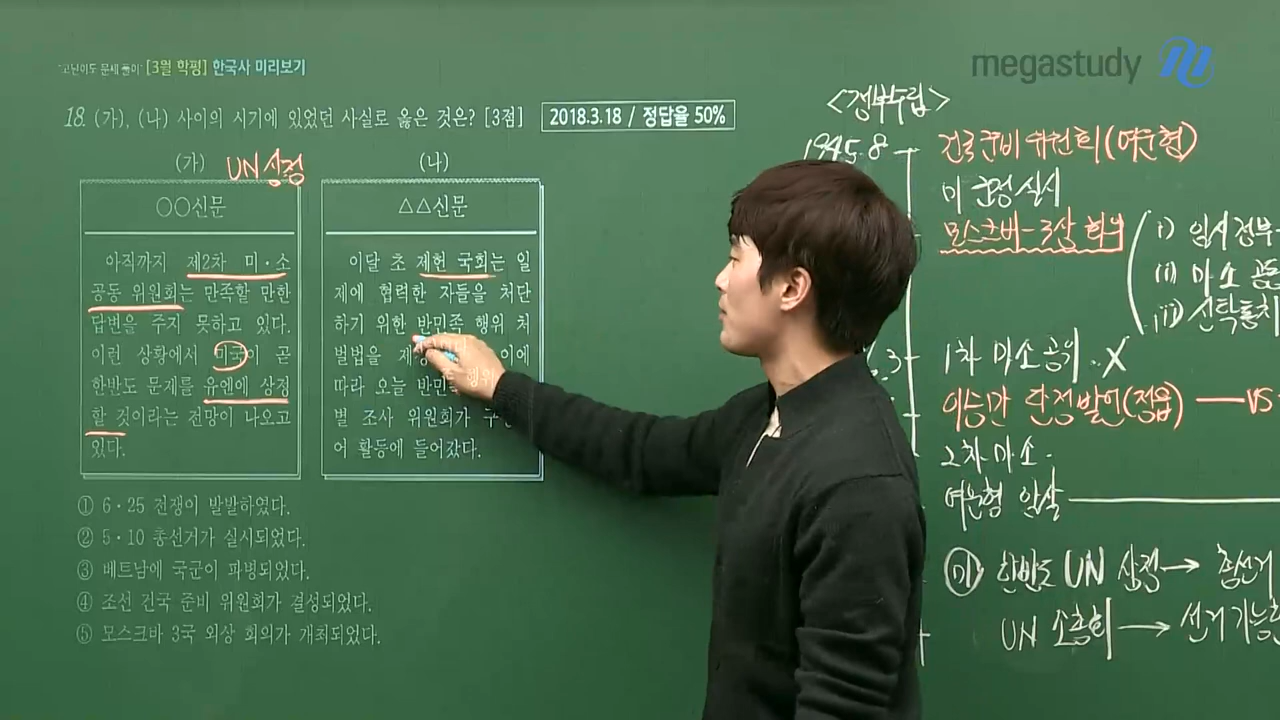 "고난이도 문제 풀이" [3월 학평] 한국사 미리보기
megastudy
18. (가), (나) 사이의 시기에 있었던 사실로 옳은 것은? [3점] 2018.3.18 / 정답율 50%
(가) UN 상정
○○신문
아직까지 제2차 미·소
공동 위원회는 만족할 만한
답변을 주지 못하고 있다.
이런 상황에서 미국이 곧
한반도 문제를 유엔에 상정
할 것이라는 전망이 나오고
있다.
(나)
△△신문
이달 초 제헌 국회는 일
제에 협력한 자들을 처단
하기 위한 반민족 행위 처
벌법을 이에
따라 오늘 행위
별 조사 위원회가
어 활동에 들어갔다.
① 6·25 전쟁이 발발하였다.
② 5·10 총선거가 실시되었다.
③ 베트남에 국군이 파병되었다.
④ 조선 건국 준비 위원회가 결성되었다.
⑤ 모스크바 3국 외상 회의가 개최되었다.
<정부수립>
1945.8 건국준비위원회(여운형)
미 군정실시
모스크바-3상회의
i) 임시정부-
ii) 미소 공동
iii) 신탁통치
6.3 1차 미소공위.X
이승만 단정발언(정읍) — VS
2차 미소.
여운형 암살
미 한반도 UN 상정→ 총선거
UN 소총회 → 선거가능한